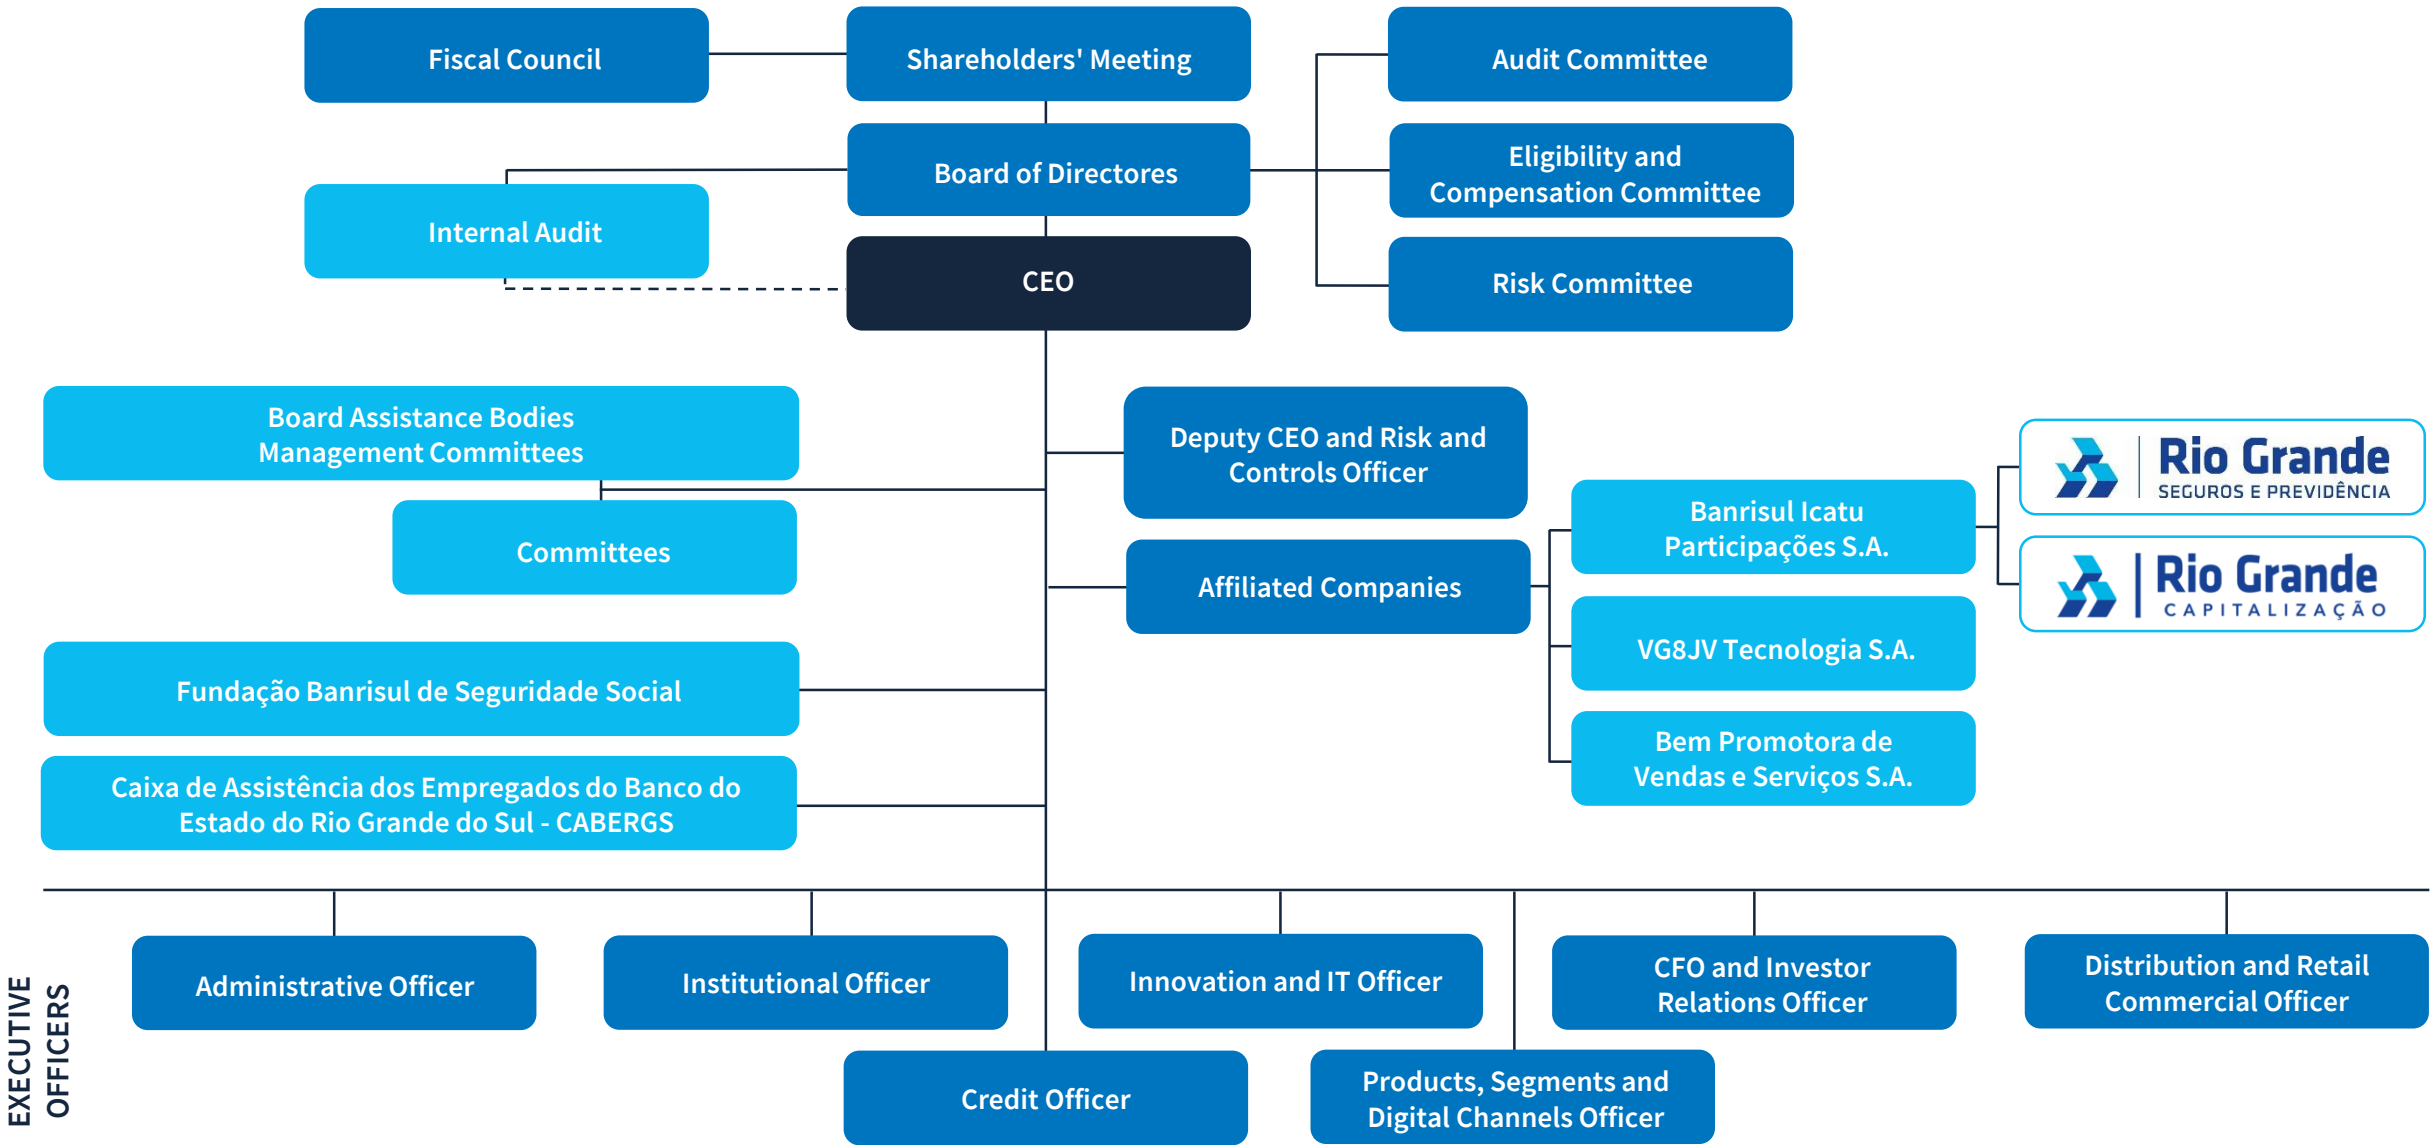 Fiscal Council
Shareholders' Meeting
Audit Committee
Board of Directores
Eligibility and
Compensation Committee
Internal Audit
CEO
Risk Committee
Board Assistance Bodies
Management Committees
Committees
Deputy CEO and Risk and
Controls Officer
Affiliated Companies
Banrisul Icatu
Participações S.A.
Rio Grande
SEGUROS E PREVIDÊNCIA
Rio Grande
CAPITALIZAÇÃO
VG8JV Tecnologia S.A.
Bem Promotora de
Vendas e Serviços S.A.
Fundação Banrisul de Seguridade Social
Caixa de Assistência dos Empregados do Banco do
Estado do Rio Grande do Sul - CABERGS
EXECUTIVE
OFFICERS
Administrative Officer
Institutional Officer
Innovation and IT Officer
CFO and Investor
Relations Officer
Distribution and Retail
Commercial Officer
Credit Officer
Products, Segments and
Digital Channels Officer